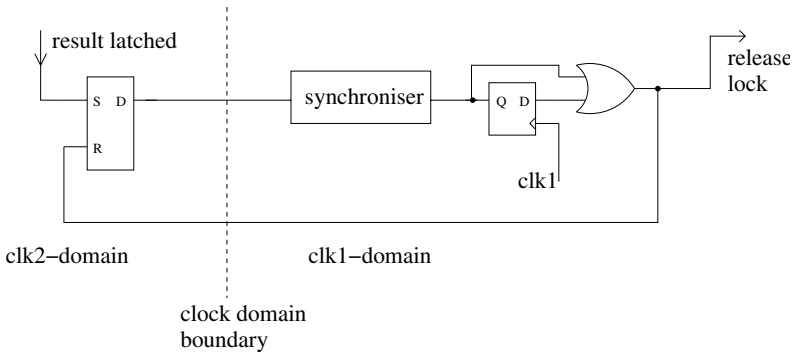 result latched
release
lock
S D
R
synchroniser
Q D
clk1
clk2-domain
clk1-domain
clock domain
boundary